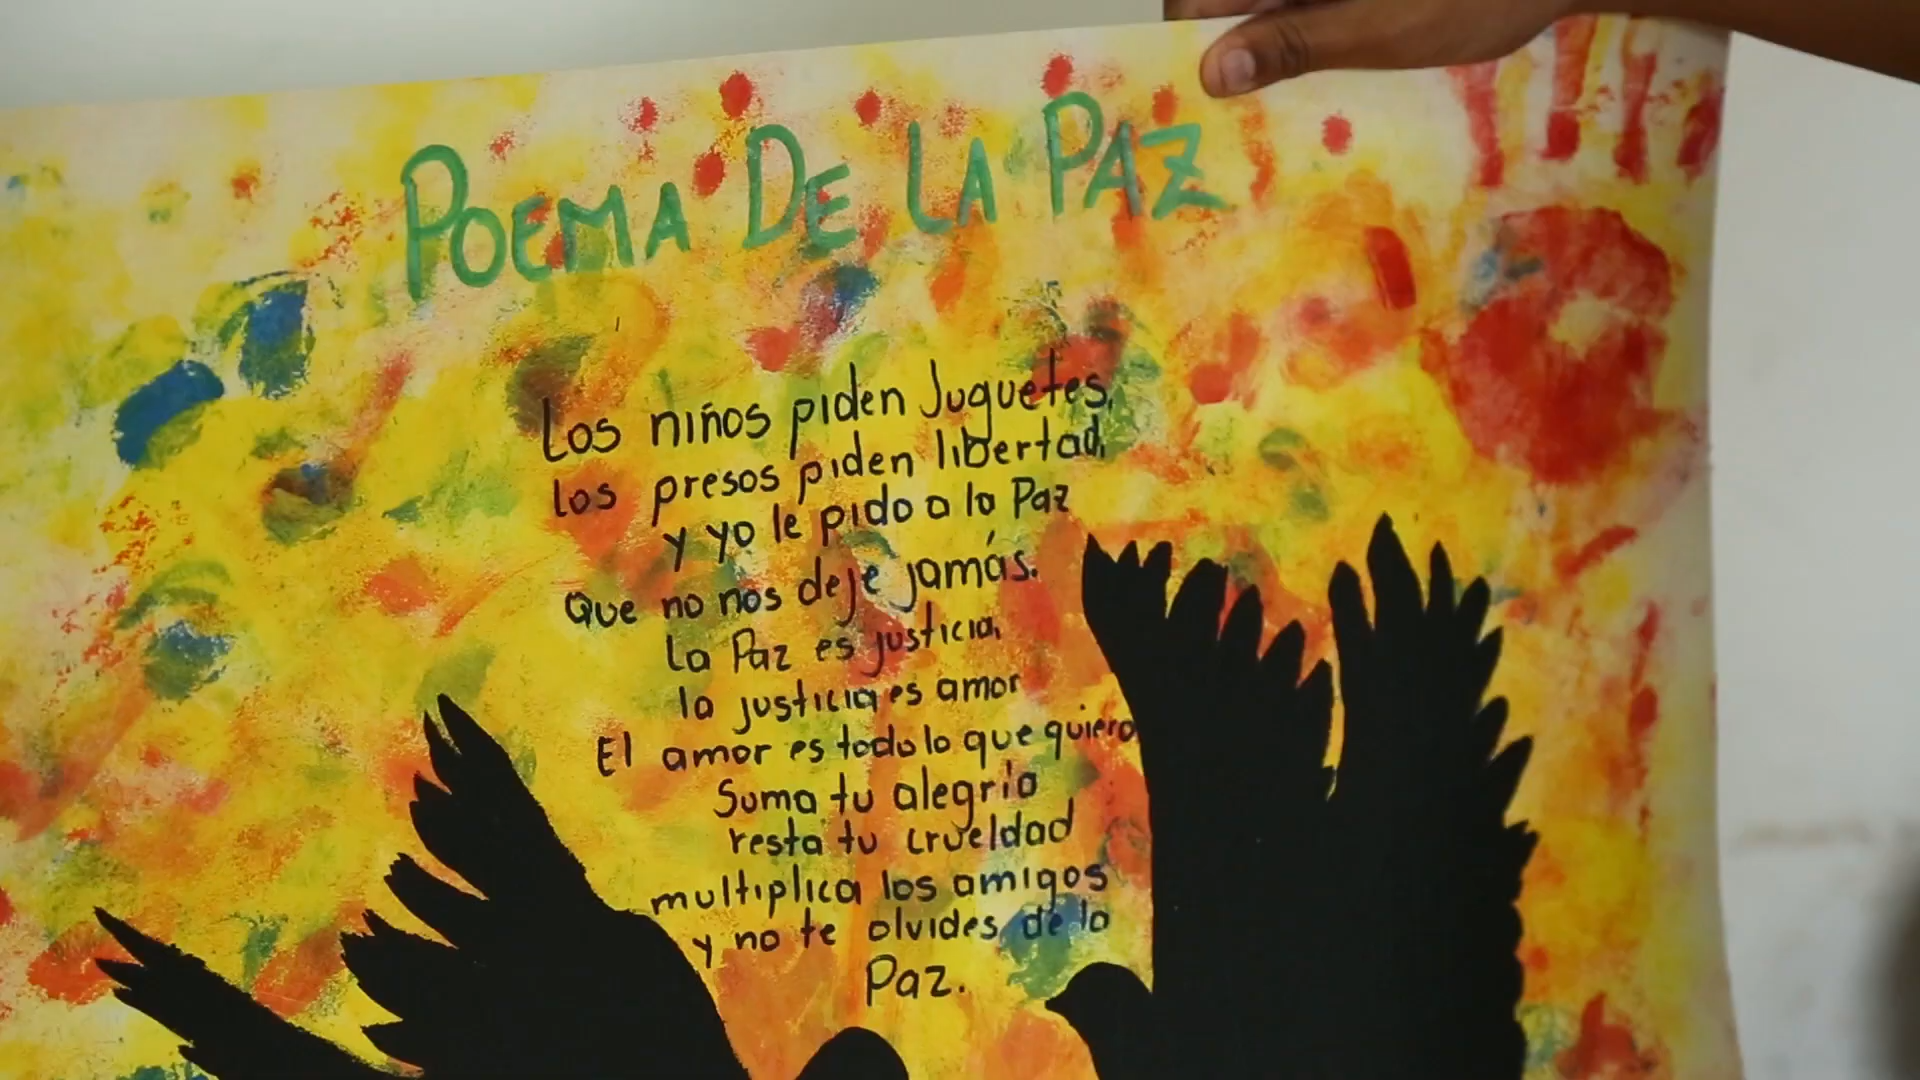 POEMA DE LA PAZ
Los niños piden Juguetes,
los presos piden libertad,
y yo le pido a la Paz
Que no nos deje jamás.
La Paz es justicia,
la justicia es amor
El amor es todo lo que quiero
Suma tu alegria
resta tu crueldad
multiplica los amigos
y no te olvides de la
Paz.